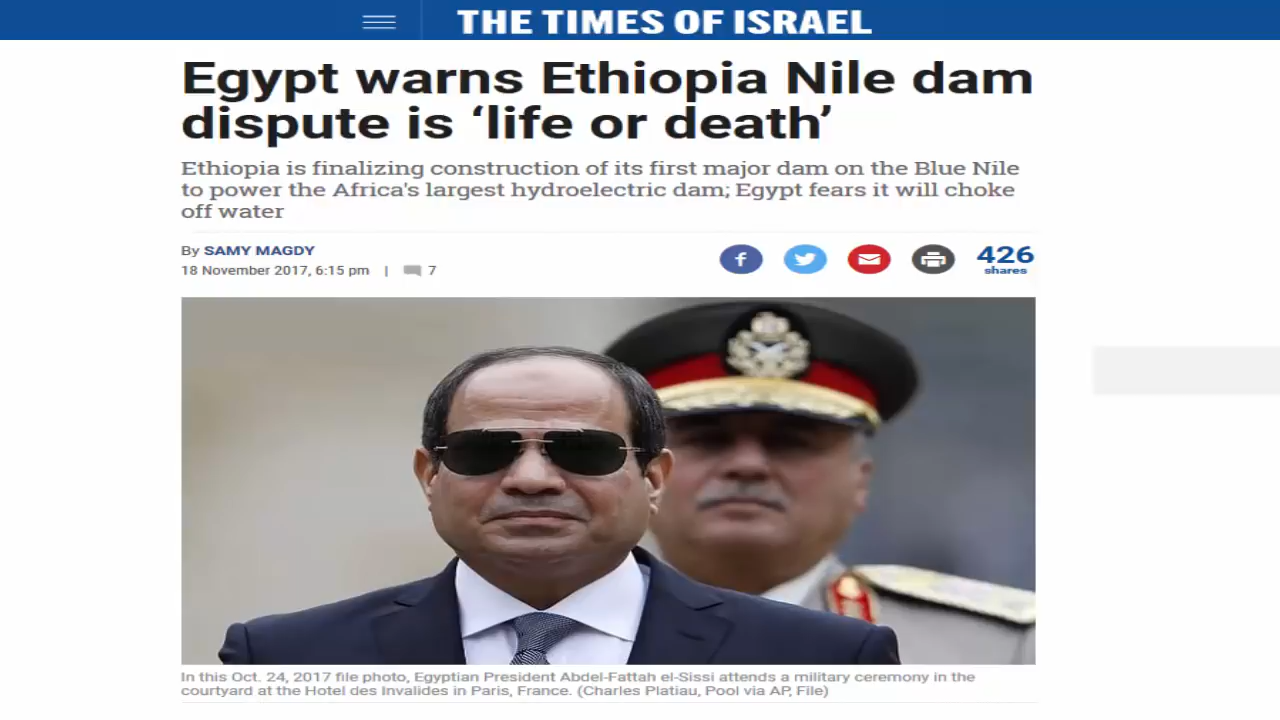 THE TIMES OF ISRAEL
Egypt warns Ethiopia Nile dam
dispute is ‘life or death’
Ethiopia is finalizing construction of its first major dam on the Blue Nile
to power the Africa's largest hydroelectric dam; Egypt fears it will choke
off water
By SAMY MAGDY
18 November 2017, 6:15 pm | 7
426
shares
In this Oct. 24, 2017 file photo, Egyptian President Abdel-Fattah el-Sissi attends a military ceremony in the
courtyard at the Hotel des Invalides in Paris, France. (Charles Platiau, Pool via AP, File)